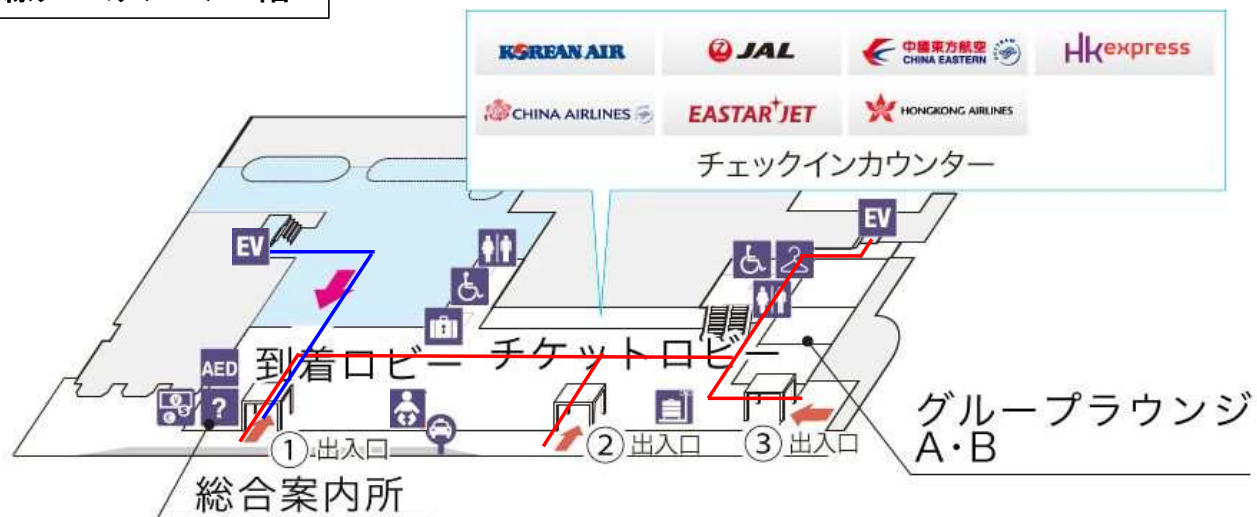 KOREAN AIR
JAL
中國東方航空
CHINA EASTERN
HK express
CHINA AIRLINES
EASTAR JET
HONGKONG AIRLINES
チェックインカウンター
EV
EV
到着ロビー
チケットロビー
AED
?
① 出入口
② 出入口
③ 出入口
グループラウンジ
A・B
総合案内所